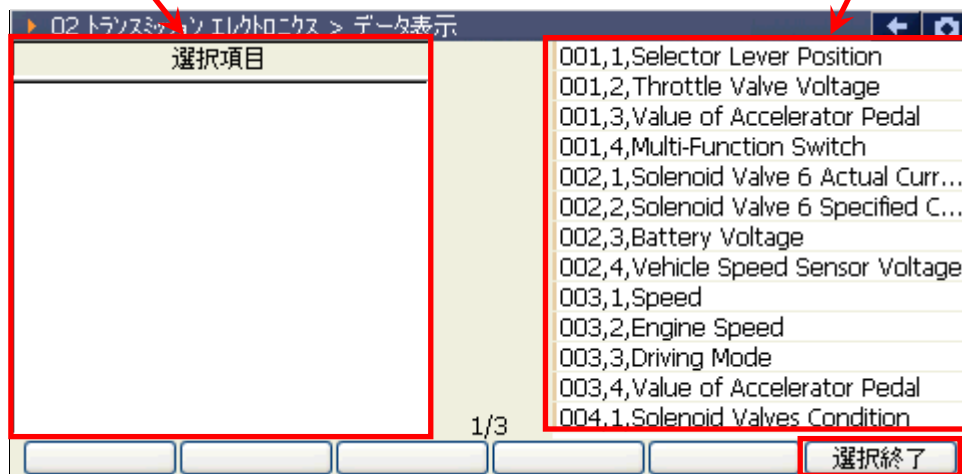 02 トランスミッション エレクトロニクス > データ表示
選択項目
001,1,Selector Lever Position
001,2,Throttle Valve Voltage
001,3,Value of Accelerator Pedal
001,4,Multi-Function Switch
002,1,Solenoid Valve 6 Actual Curr...
002,2,Solenoid Valve 6 Specified C...
002,3,Battery Voltage
002,4,Vehicle Speed Sensor Voltage
003,1,Speed
003,2,Engine Speed
003,3,Driving Mode
003,4,Value of Accelerator Pedal
004,1,Solenoid Valves Condition
1/3
選択終了